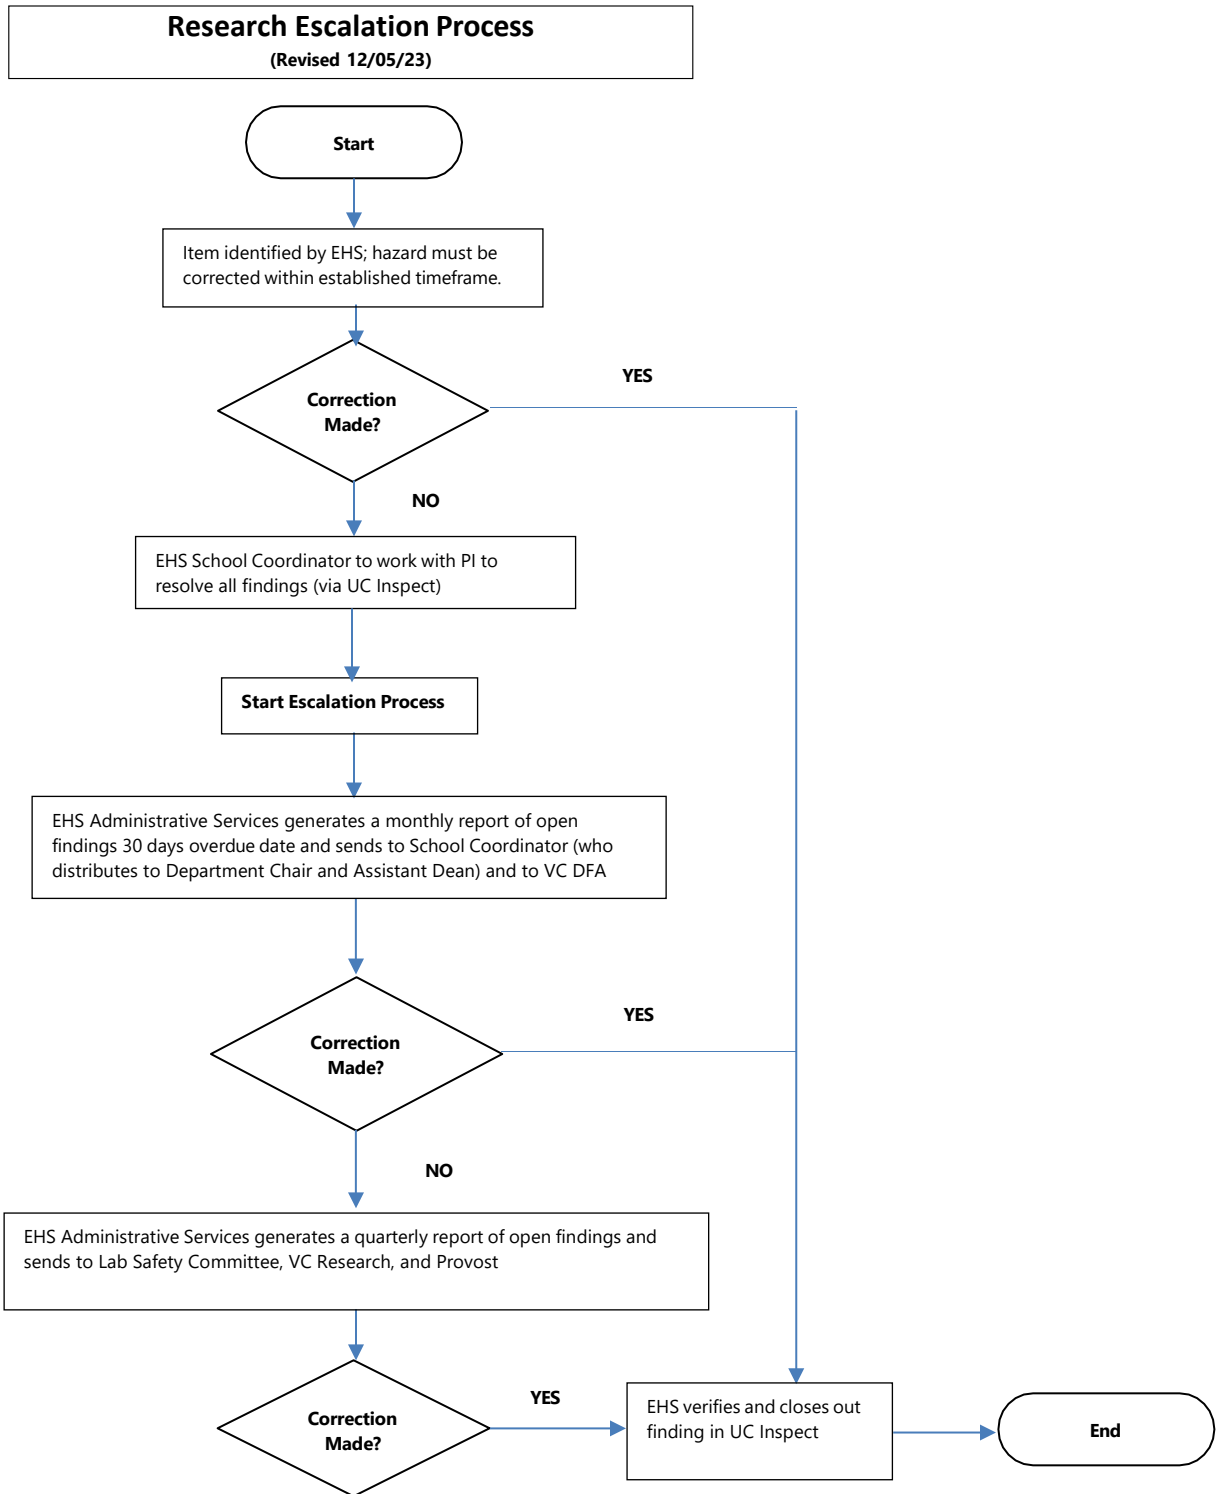 Research Escalation Process
(Revised 12/05/23)
Start
Item identified by EHS; hazard must be
corrected within established timeframe.
Correction
Made?
YES
NO
EHS School Coordinator to work with PI to
resolve all findings (via UC Inspect)
Start Escalation Process
EHS Administrative Services generates a monthly report of open
findings 30 days overdue date and sends to School Coordinator (who
distributes to Department Chair and Assistant Dean) and to VC DFA
Correction
Made?
YES
NO
EHS Administrative Services generates a quarterly report of open findings and
sends to Lab Safety Committee, VC Research, and Provost
Correction
Made?
YES
EHS verifies and closes out
finding in UC Inspect
End